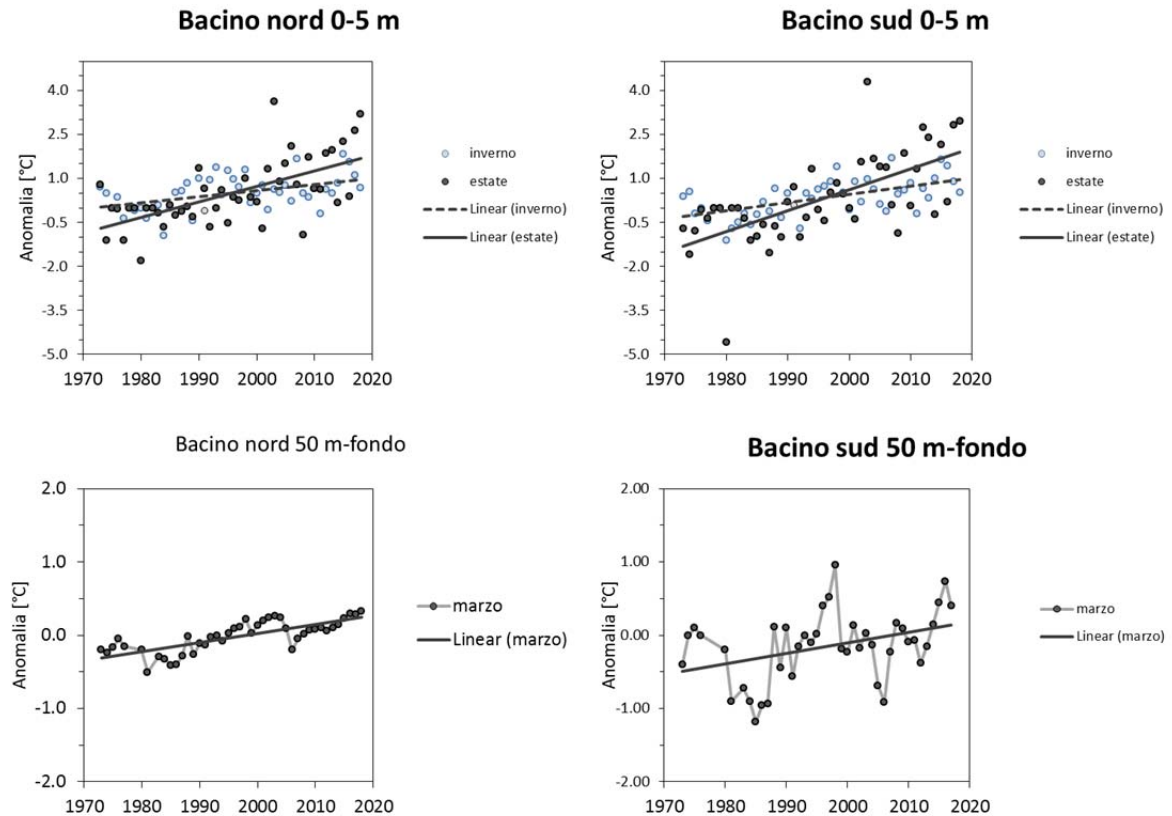 Bacino nord 0-5 m
Anomalia [°C]
4.0
2.5
1.0
-0.5
-2.0
-3.5
-5.0
1970 1980 1990 2000 2010 2020
inverno
estate
Linear (inverno)
Linear (estate)
Bacino sud 0-5 m
Anomalia [°C]
4.0
2.5
1.0
-0.5
-2.0
-3.5
-5.0
1970 1980 1990 2000 2010 2020
inverno
estate
Linear (inverno)
Linear (estate)
Bacino nord 50 m-fondo
Anomalia [°C]
2.0
1.0
0.0
-1.0
-2.0
1970 1980 1990 2000 2010 2020
marzo
Linear (marzo)
Bacino sud 50 m-fondo
Anomalia [°C]
2.00
1.00
0.00
-1.00
-2.00
1970 1980 1990 2000 2010 2020
marzo
Linear (marzo)